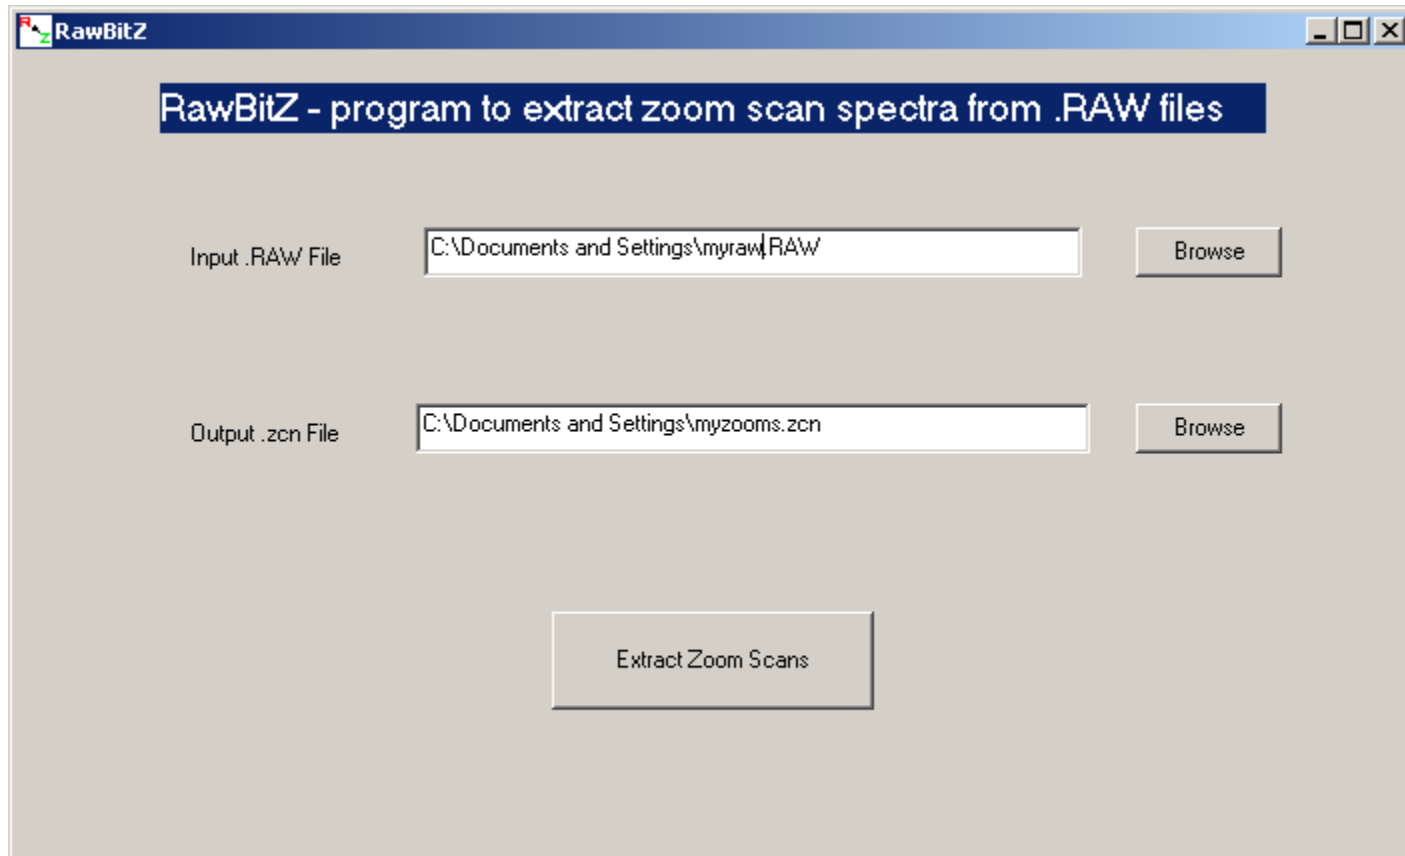 RawBitZ
RawBitZ - program to extract zoom scan spectra from .RAW files
Input .RAW File
C:\Documents and Settings\myraw.RAW
Browse
Output .zcn File
C:\Documents and Settings\myzooms.zcn
Browse
Extract Zoom Scans